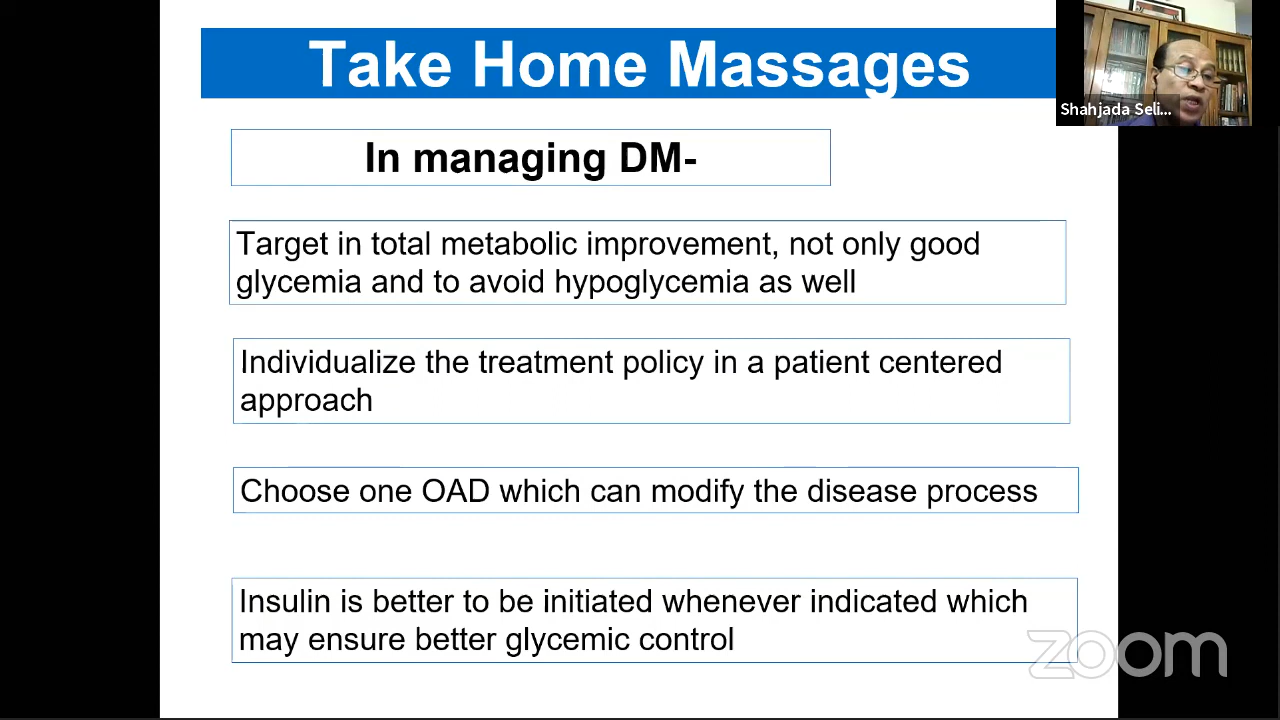 Take Home Massages
Shahjada Seli...
In managing DM-
Target in total metabolic improvement, not only good
glycemia and to avoid hypoglycemia as well
Individualize the treatment policy in a patient centered
approach
Choose one OAD which can modify the disease process
Insulin is better to be initiated whenever indicated which
may ensure better glycemic control
zoom